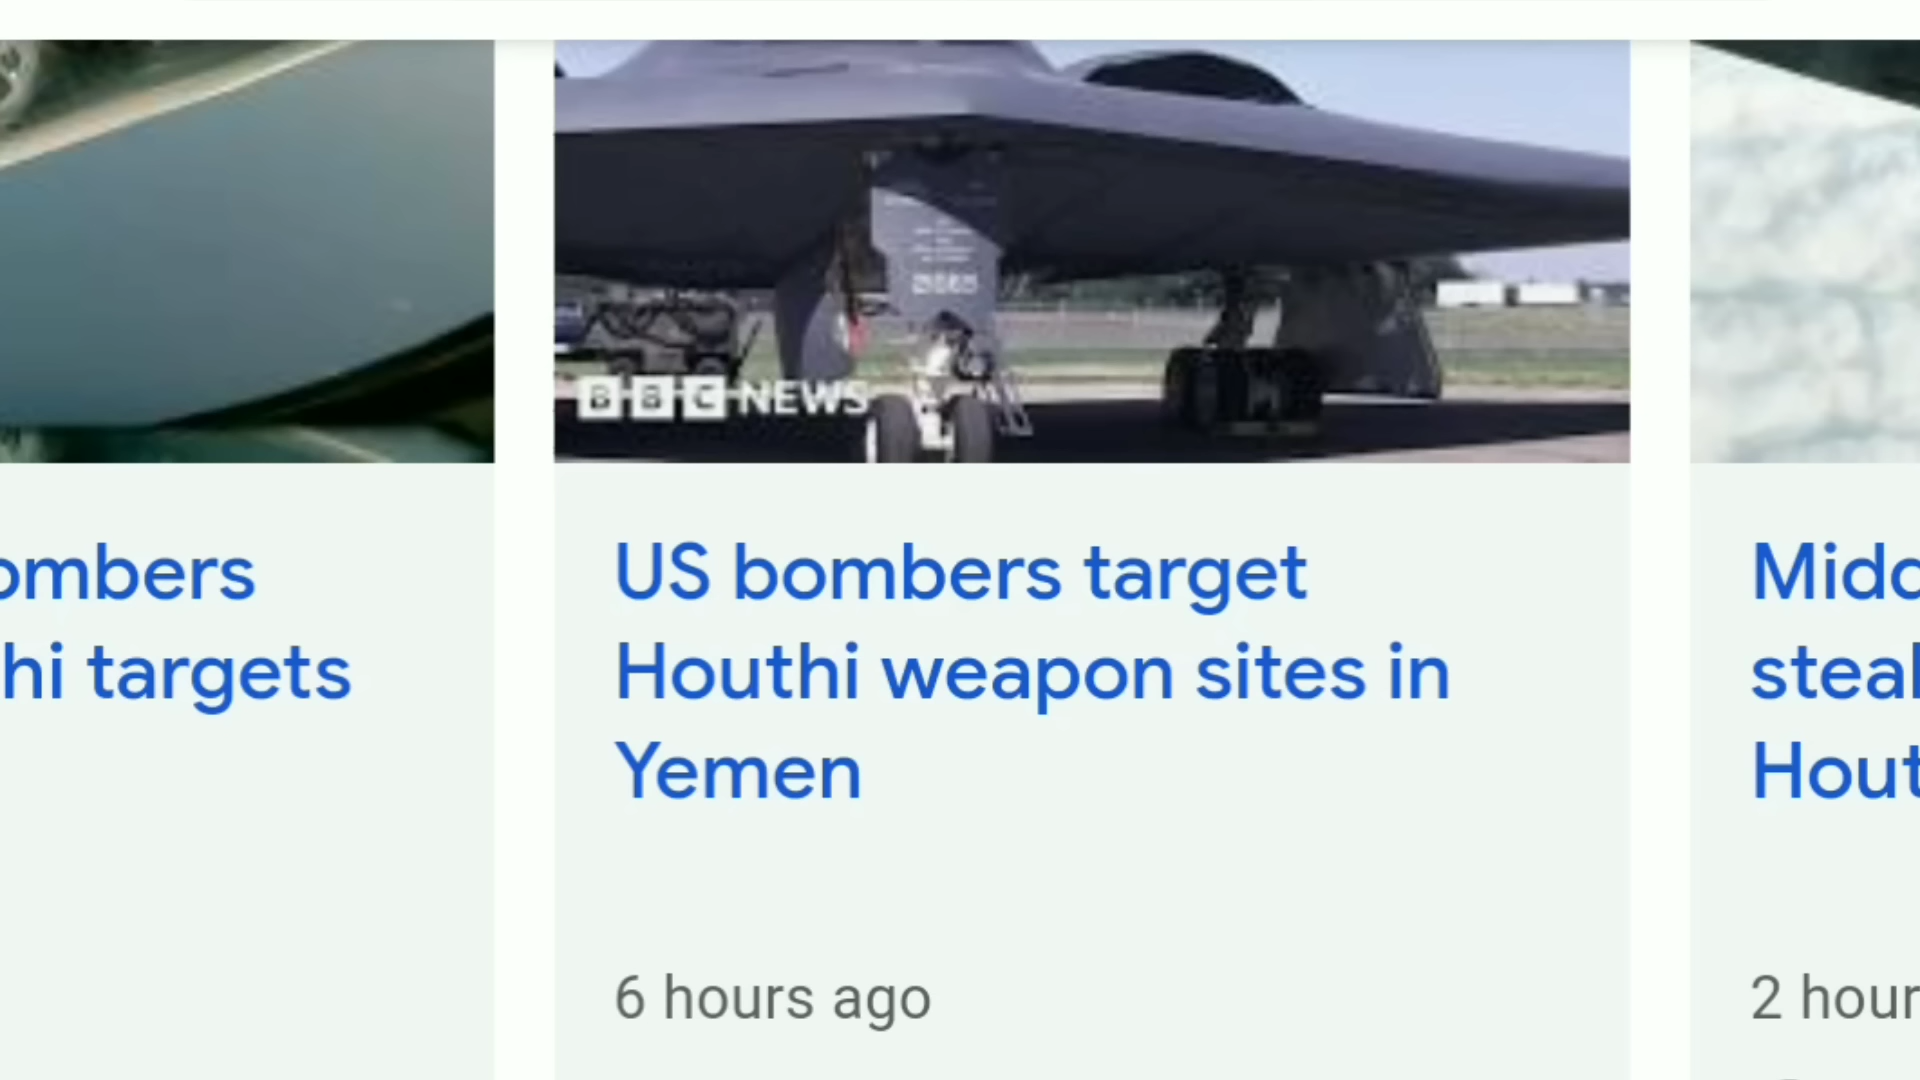 ombers
hi targets
BBC NEWS
US bombers target
Houthi weapon sites in
Yemen
6 hours ago
Midd
steal
Hout
2 hour